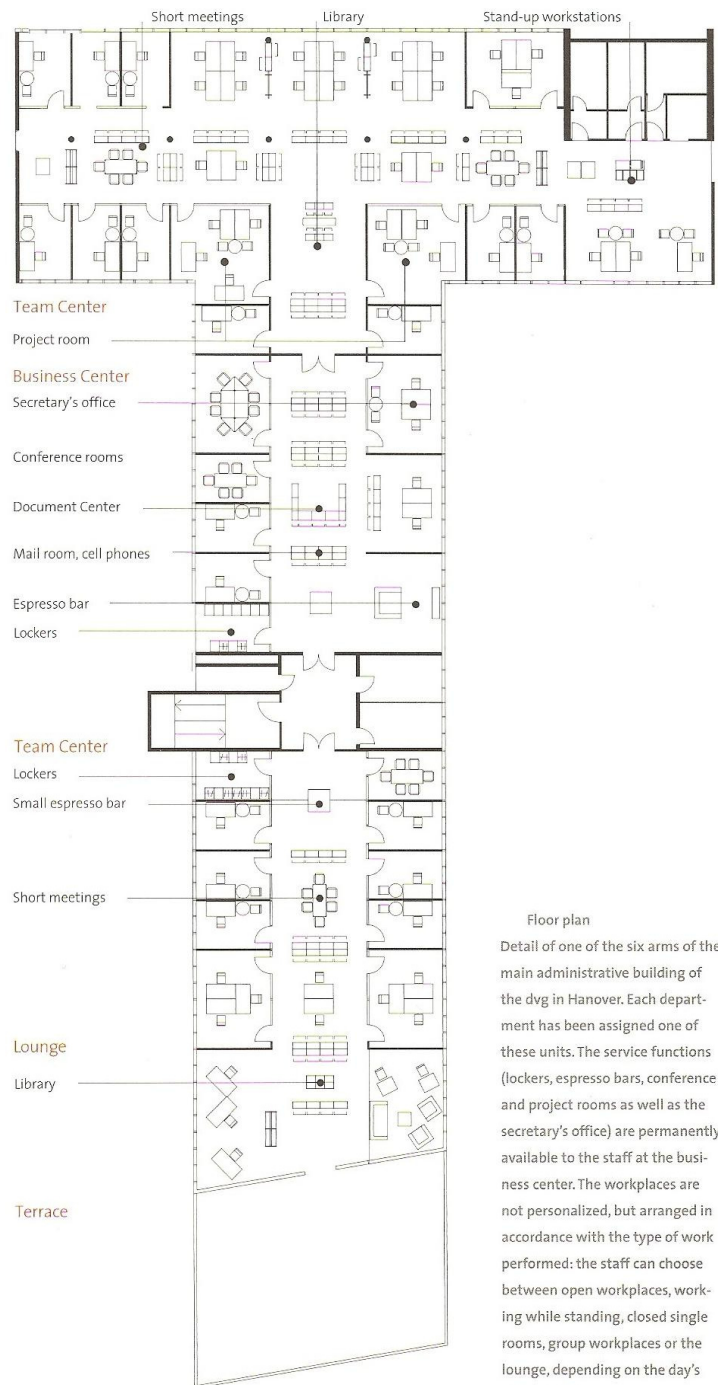 Short meetings
Library
Stand-up workstations
Team Center
Project room
Business Center
Secretary's office
Conference rooms
Document Center
Mail room, cell phones
Espresso bar
Lockers
Team Center
Lockers
Small espresso bar
Short meetings
Lounge
Library
Terrace
Floor plan
Detail of one of the six arms of the
main administrative building of
the dvg in Hanover. Each depart-
ment has been assigned one of
these units. The service functions
(lockers, espresso bars, conference
and project rooms as well as the
secretary's office) are permanently
available to the staff at the busi-
ness center. The workplaces are
not personalized, but arranged in
accordance with the type of work
performed: the staff can choose
between open workplaces, work-
ing while standing, closed single
rooms, group workplaces or the
lounge, depending on the day's